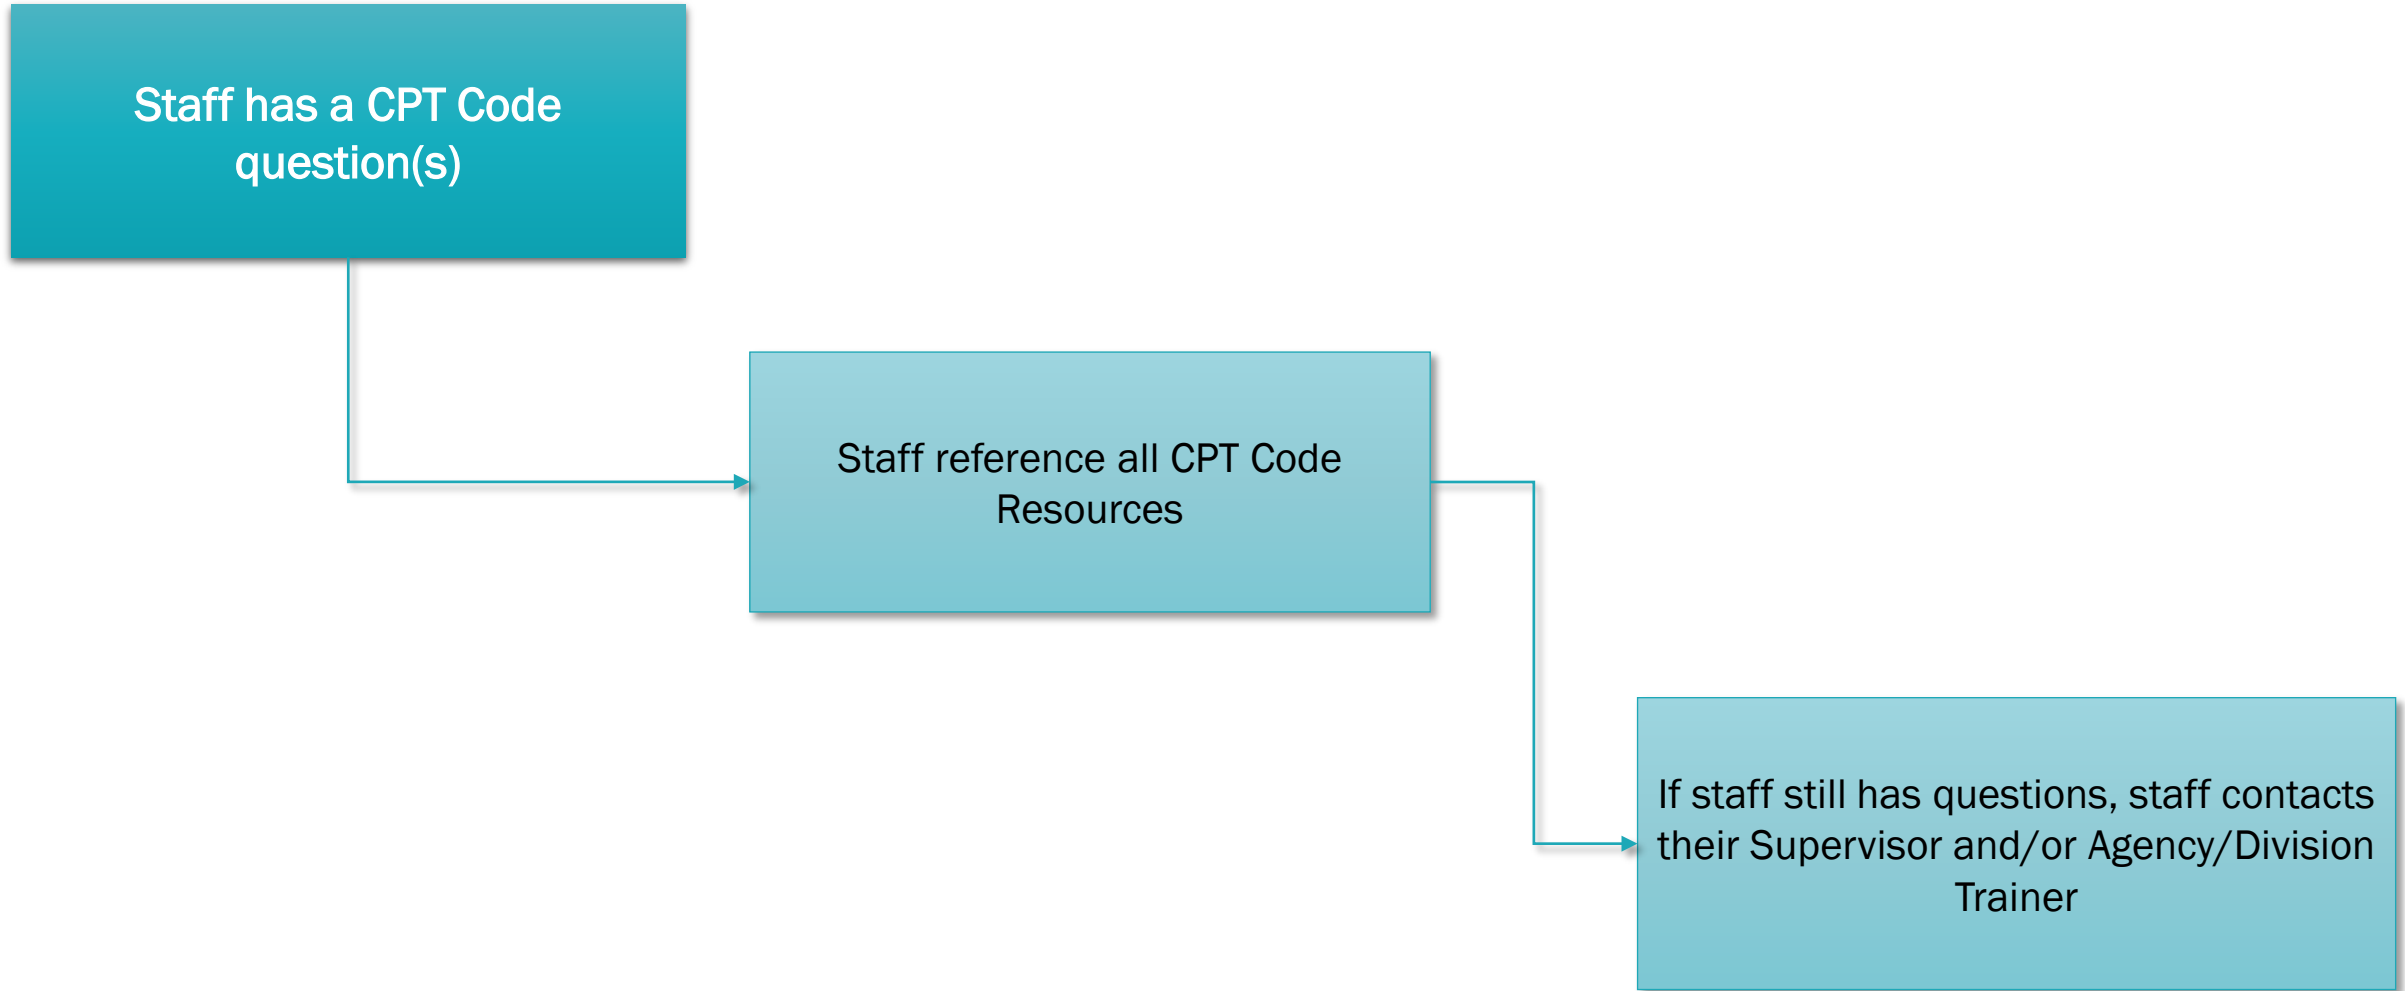 Staff has a CPT Code
question(s)
Staff reference all CPT Code
Resources
If staff still has questions, staff contacts
their Supervisor and/or Agency/Division
Trainer